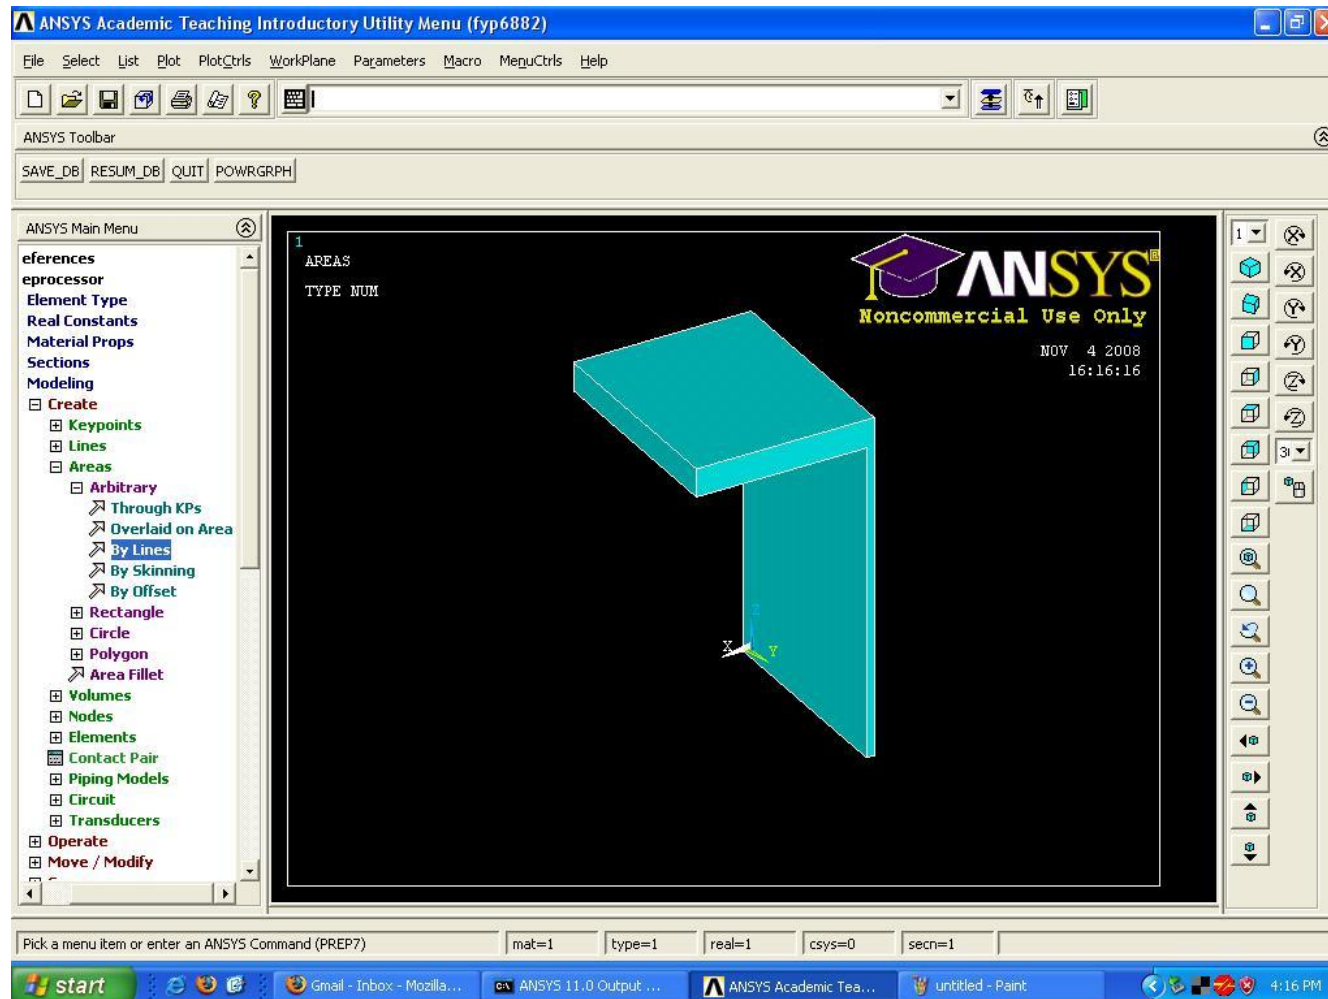 ANSYS Academic Teaching Introductory Utility Menu (fyp6882)
File Select List Plot PlotCtrls WorkPlane Parameters Macro MenuCtrls Help
ANSYS Toolbar
SAVE_DB RESUM_DB QUIT POWRGRPH
ANSYS Main Menu
eferences
eprocessor
Element Type
Real Constants
Material Props
Sections
Modeling
Create
Keypoints
Lines
Areas
Arbitrary
Through KPs
Overlaid on Area
By Lines
By Skinning
By Offset
Rectangle
Circle
Polygon
Area Fillet
Volumes
Nodes
Elements
Contact Pair
Piping Models
Circuit
Transducers
Operate
Move / Modify
1
AREAS
TYPE NUM
ANSYS®
Noncommercial Use Only
NOV 4 2008
16:16:16
Z
X
Y
1
X
X
Y
Y
Z
Z
Pick a menu item or enter an ANSYS Command (PREP7) mat=1 type=1 real=1 csys=0 secn=1
start Gmail - Inbox - Mozilla... ANSYS 11.0 Output ... ANSYS Academic Tea... untitled - Paint 4:16 PM